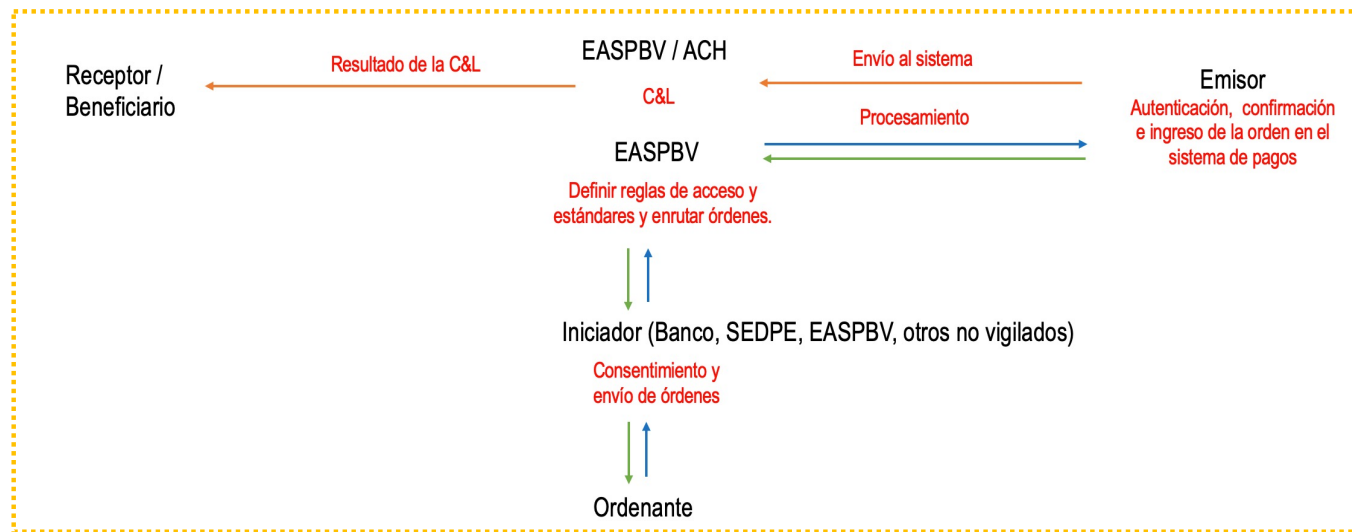 EASPBV / ACH
Resultado de la C&L
Envío al sistema
Receptor /
Beneficiario
Emisor
C&L
Autenticación, confirmación
e ingreso de la orden en el
sistema de pagos
Procesamiento
EASPBV
Definir reglas de acceso y
estándares y enrutar órdenes.
Iniciador (Banco, SEDPE, EASPBV, otros no vigilados)
Consentimiento y
envío de órdenes
Ordenante